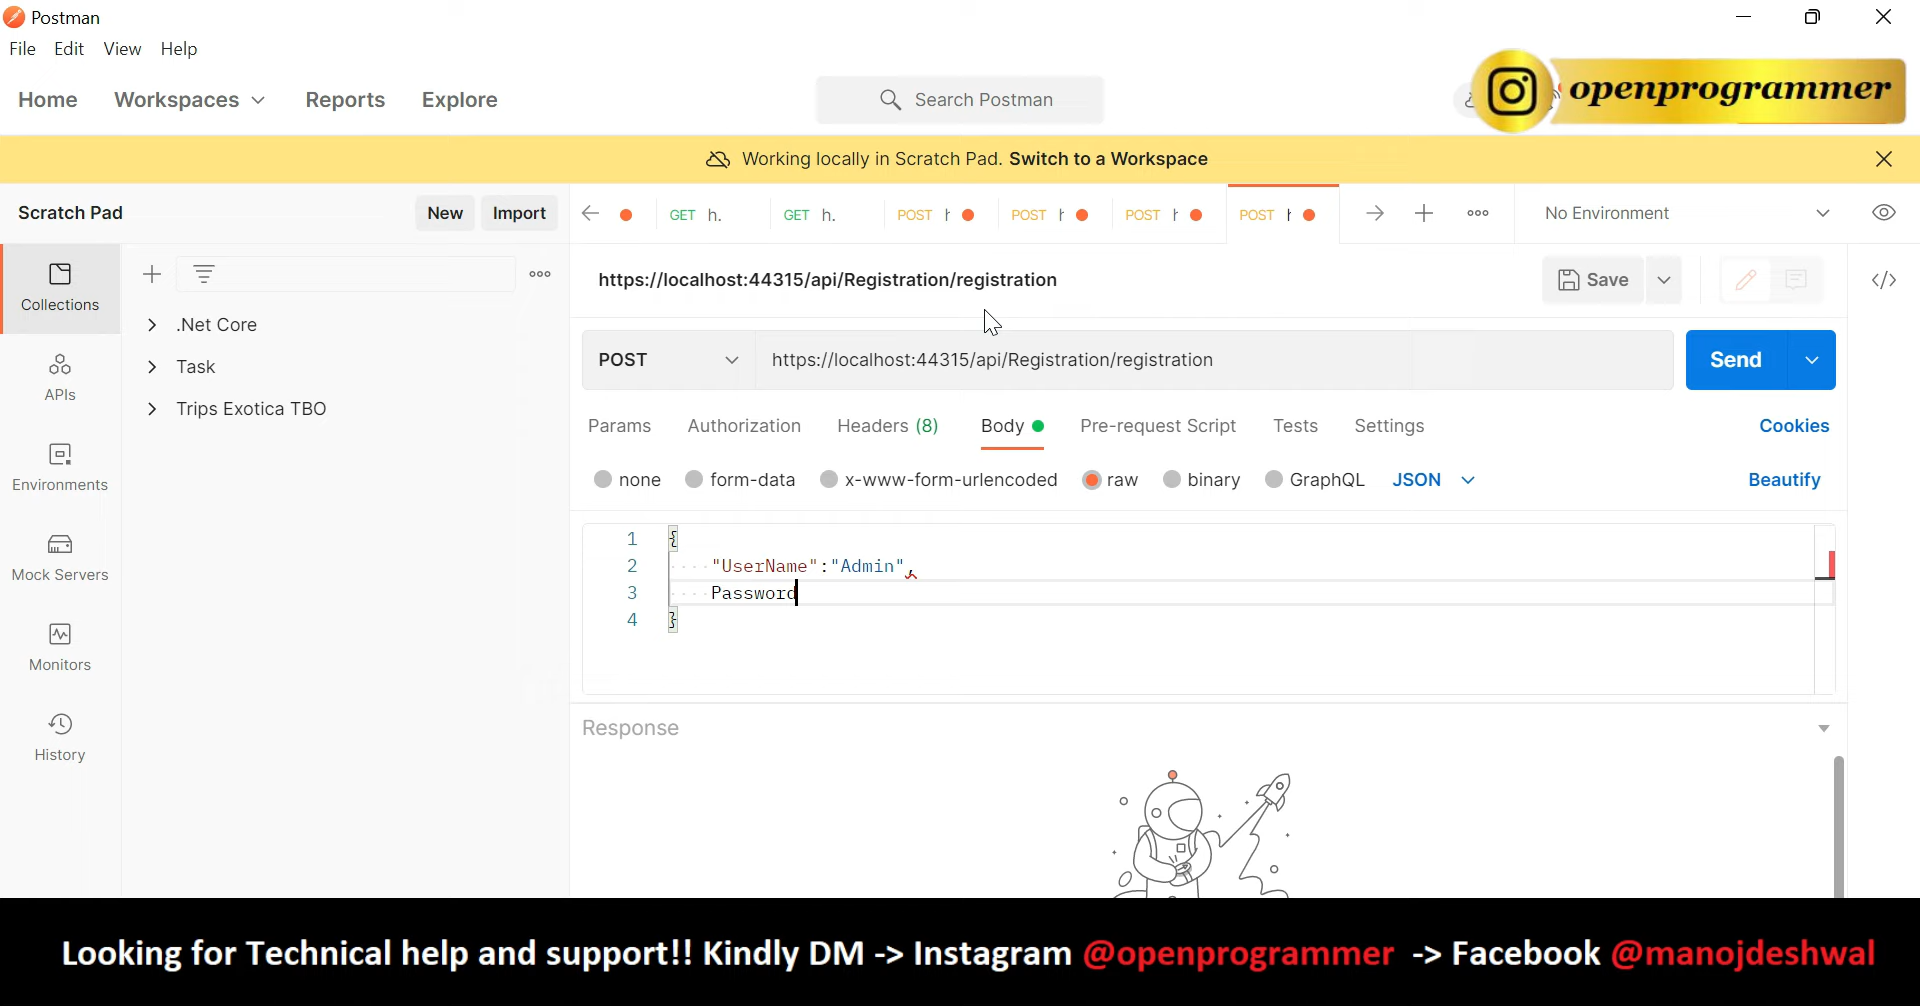 Postman
File Edit View Help
Home Workspaces Reports Explore
Search Postman
openprogrammer
Working locally in Scratch Pad. Switch to a Workspace
Scratch Pad New Import
GET h. GET h. POST POST POST POST No Environment
Collections
.Net Core
Task
Trips Exotica TBO
APIs
Environments
Mock Servers
Monitors
History
https://localhost:44315/api/Registration/registration
Save
POST https://localhost:44315/api/Registration/registration Send
Params Authorization Headers (8) Body Pre-request Script Tests Settings Cookies
none form-data x-www-form-urlencoded raw binary GraphQL JSON Beautify
1 {
2 "UserName":"Admin",
3 Password
4 }
Response
Looking for Technical help and support!! Kindly DM -> Instagram @openprogrammer -> Facebook @manojdeshwal